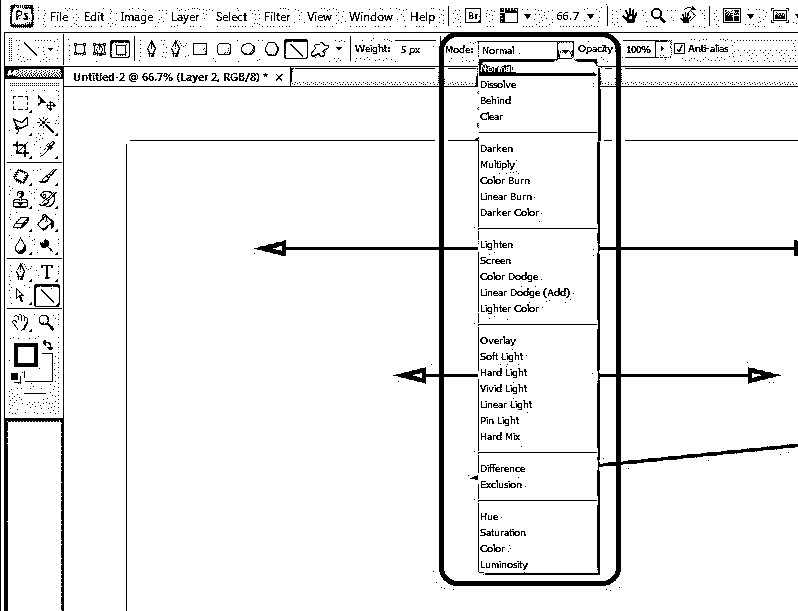 Ps File Edit Image Layer Select Filter View Window Help Br 66.7
Weight: 5 px Mode: Normal Opacity: 100% Anti-alias
Untitled-2 @ 66.7% (Layer 2, RGB/8) * ×
Normal
Dissolve
Behind
Clear
Darken
Multiply
Color Burn
Linear Burn
Darker Color
Lighten
Screen
Color Dodge
Linear Dodge (Add)
Lighter Color
Overlay
Soft Light
Hard Light
Vivid Light
Linear Light
Pin Light
Hard Mix
Difference
Exclusion
Hue
Saturation
Color
Luminosity